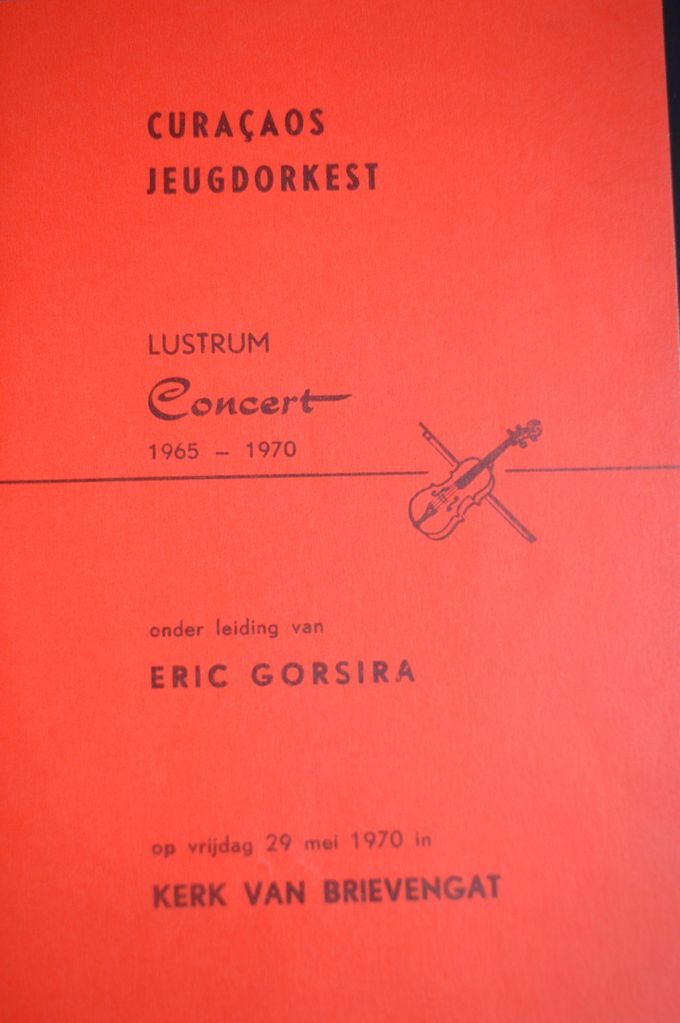 CURAÇAOS
JEUGDORKEST
LUSTRUM
Concert
1965 – 1970
onder leiding van
ERIC GORSIRA
op vrijdag 29 mei 1970 in
KERK VAN BRIEVENGAT